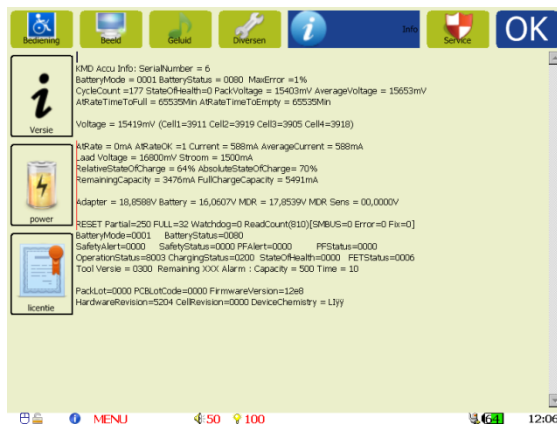 Bediening Beeld Geluid Diversen Info Service OK
KMD Accu Info: SerialNumber = 6
BatteryMode = 0001 BatteryStatus = 0080 MaxError =1%
CycleCount =177 StateOfHealth=0 PackVoltage = 15403mV AverageVoltage = 15653mV
AtRateTimeToFull = 65535Min AtRateTimeToEmpty = 65535Min
Versie
Voltage = 15419mV (Cell1=3911 Cell2=3919 Cell3=3905 Cell4=3918)
AtRate = 0mA AtRateOK =1 Current = 588mA AverageCurrent = 588mA
Laad Voltage = 16800mV Stroom = 1500mA
RelativeStateOfCharge = 64% AbsoluteStateOfCharge= 70%
RemainingCapacity = 3476mA FullChargeCapacity = 5491mA
Adapter = 18,8588V Battery = 16,0607V MDR = 17,8539V MDR Sens = 00,0000V
power
RESET Partial=250 FULL=32 Watchdog=0 ReadCount(810)[SMBUS=0 Error=0 Fix=0]
BatteryMode=0001 BatteryStatus=0080
SafetyAlert=0000 SafetyStatus=0000 PFAlert=0000 PFStatus=0000
OperationStatus=8003 ChargingStatus=0200 StateOfHealth=0000 FETStatus=0006
Tool Versie = 0300 Remaining XXX Alarm : Capacity = 500 Time = 10
PackLot=0000 PCBLotCode=0000 FirmwareVersion=12e8
HardwareRevision=5204 CellRevision=0000 DeviceChemistry = LIÿÿ
licentie
MENU 50 100 64 12:06